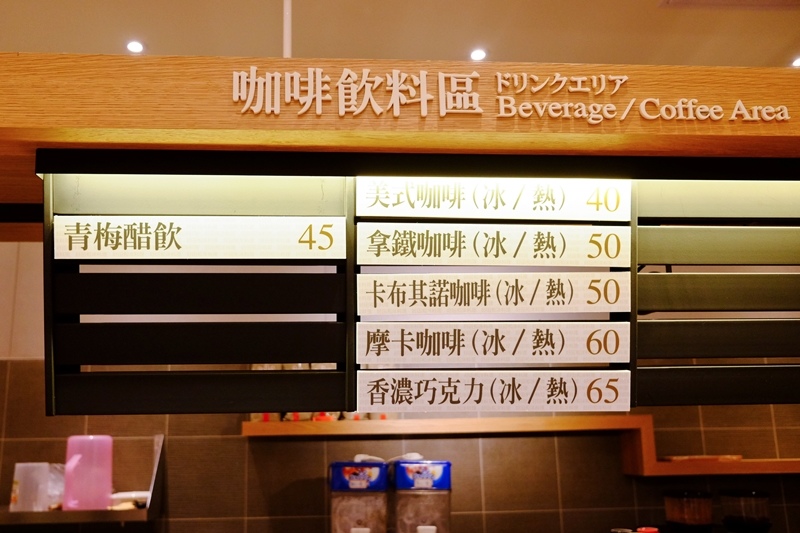 咖啡飲料區
ドリンクエリア
Beverage/Coffee Area
青梅醋飲 45
美式咖啡(冰/熱) 40
拿鐵咖啡(冰/熱) 50
卡布其諾咖啡(冰/熱) 50
摩卡咖啡(冰/熱) 60
香濃巧克力(冰/熱) 65